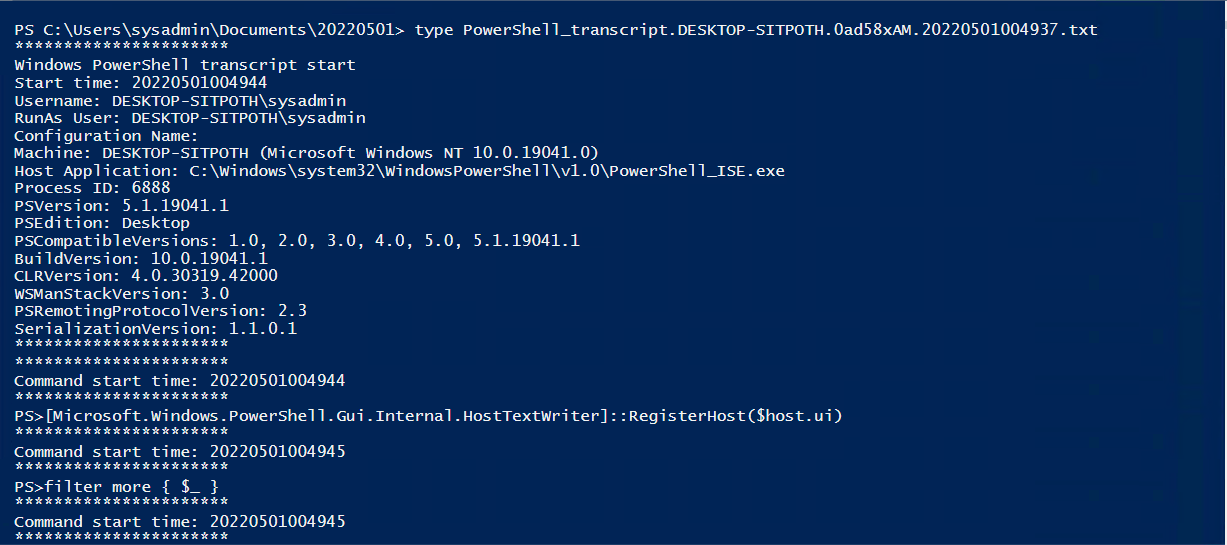 PS C:\Users\sysadmin\Documents\20220501> type PowerShell_transcript.DESKTOP-SITPOTH.0ad58xAM.20220501004937.txt
**********************
Windows PowerShell transcript start
Start time: 20220501004944
Username: DESKTOP-SITPOTH\sysadmin
RunAs User: DESKTOP-SITPOTH\sysadmin
Configuration Name:
Machine: DESKTOP-SITPOTH (Microsoft Windows NT 10.0.19041.0)
Host Application: C:\Windows\system32\WindowsPowerShell\v1.0\PowerShell_ISE.exe
Process ID: 6888
PSVersion: 5.1.19041.1
PSEdition: Desktop
PSCompatibleVersions: 1.0, 2.0, 3.0, 4.0, 5.0, 5.1.19041.1
BuildVersion: 10.0.19041.1
CLRVersion: 4.0.30319.42000
WSManStackVersion: 3.0
PSRemotingProtocolVersion: 2.3
SerializationVersion: 1.1.0.1
**********************
**********************
Command start time: 20220501004944
**********************
PS>[Microsoft.Windows.PowerShell.Gui.Internal.HostTextWriter]::RegisterHost($host.ui)
**********************
Command start time: 20220501004945
**********************
PS>filter more { $_ }
**********************
Command start time: 20220501004945
**********************